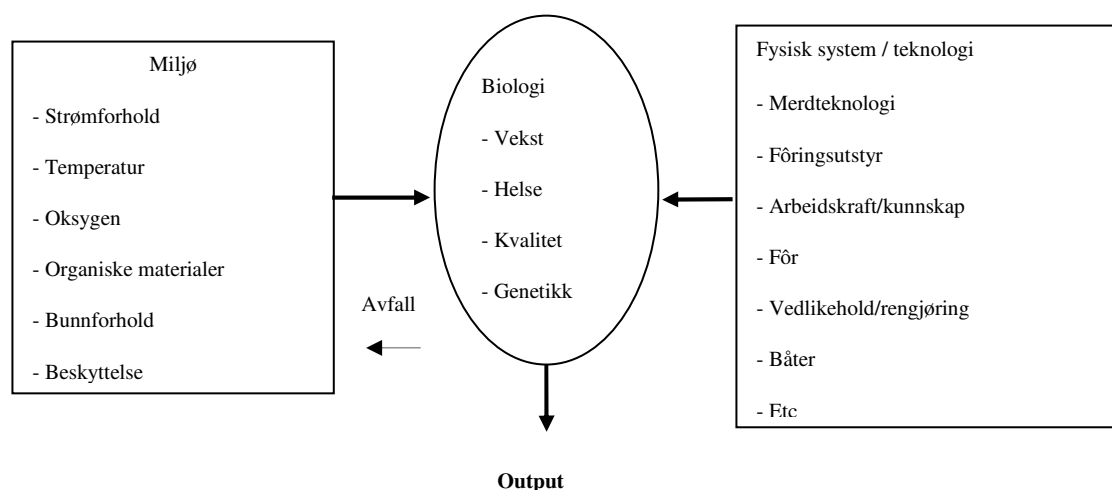 Miljø
- Strømforhold
- Temperatur
- Oksygen
- Organiske materialer
- Bunnforhold
- Beskyttelse
Avfall
Biologi
- Vekst
- Helse
- Kvalitet
- Genetikk
Fysisk system / teknologi
- Merdteknologi
- Fôringsutstyr
- Arbeidskraft/kunnskap
- Fôr
- Vedlikehold/rengjøring
- Båter
- Etc
Output